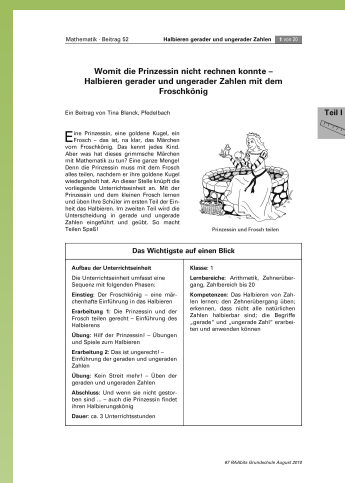 Mathematik · Beitrag 52
Halbieren gerader und ungerader Zahlen
1 von 20
Womit die Prinzessin nicht rechnen konnte –
Halbieren gerader und ungerader Zahlen mit dem
Froschkönig
Teil I
Ein Beitrag von Tina Blanck, Pfedelbach
Eine Prinzessin, eine goldene Kugel, ein
Frosch – das ist, na klar, das Märchen
vom Froschkönig. Das kennt jedes Kind.
Aber was hat dieses grimmsche Märchen
mit Mathematik zu tun? Eine ganze Menge!
Denn die Prinzessin muss mit dem Frosch
alles teilen, nachdem er ihre goldene Kugel
wiedergeholt hat. An dieser Stelle knüpft die
vorliegende Unterrichtseinheit an. Mit der
Prinzessin und dem kleinen Frosch lernen
und üben Ihre Schüler im ersten Teil der Ein-
heit das Halbieren. Im zweiten Teil wird die
Unterscheidung in gerade und ungerade
Zahlen eingeführt und geübt. So macht
Teilen Spaß!
Prinzessin und Frosch teilen
Das Wichtigste auf einen Blick
Aufbau der Unterrichtseinheit
Die Unterrichtseinheit umfasst eine
Sequenz mit folgenden Phasen:
Einstieg: Der Froschkönig – eine mär-
chenhafte Einführung in das Halbieren
Erarbeitung 1: Die Prinzessin und der
Frosch teilen gerecht – Einführung des
Halbierens
Übung: Hilf der Prinzessin! – Übungen
und Spiele zum Halbieren
Erarbeitung 2: Das ist ungerecht! –
Einführung der geraden und ungeraden
Zahlen
Übung: Kein Streit mehr! – Üben der
geraden und ungeraden Zahlen
Abschluss: Und wenn sie nicht gestor-
ben sind ... – auch die Prinzessin findet
ihren Halbierungskönig
Dauer: ca. 3 Unterrichtsstunden
Klasse: 1
Lernbereiche: Arithmetik, Zehnerüber-
gang, Zahlbereich bis 20
Kompetenzen: Das Halbieren von Zah-
len lernen; den Zehnerübergang üben;
erkennen, dass nicht alle natürlichen
Zahlen halbierbar sind; die Begriffe
„gerade“ und „ungerade Zahl“ erarbei-
ten und anwenden können
67 RAAbits Grundschule August 2010